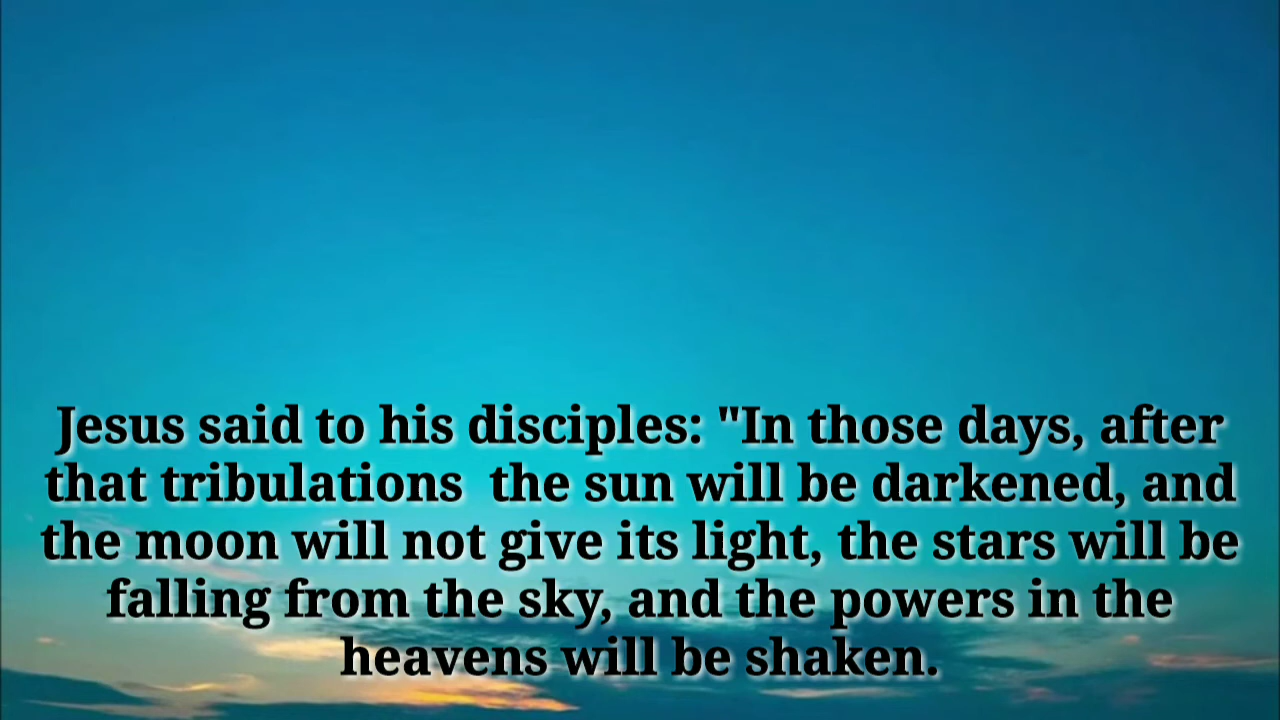 Jesus said to his disciples: "In those days, after
that tribulations  the sun will be darkened, and
the moon will not give its light, the stars will be
falling from the sky, and the powers in the
heavens will be shaken.